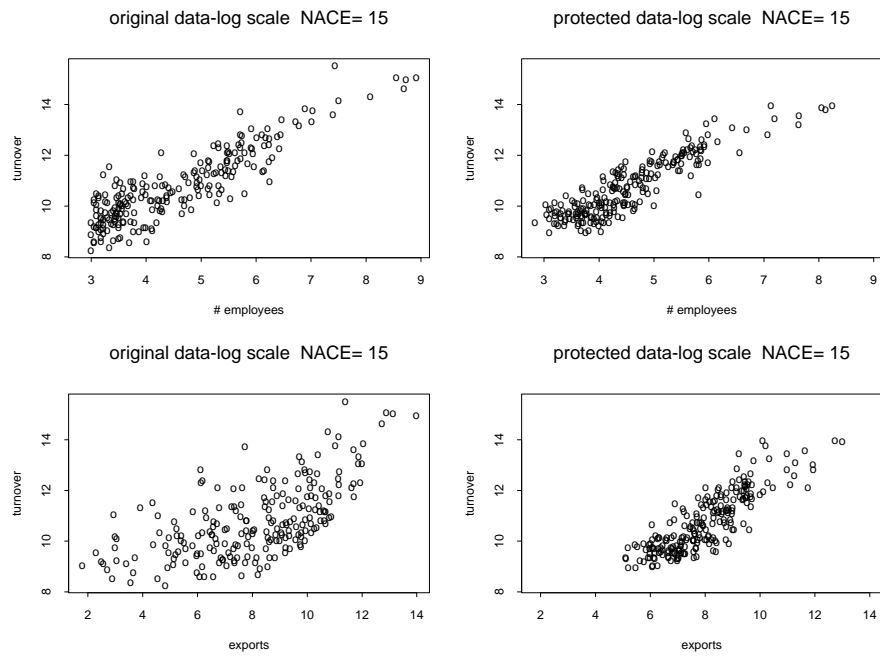 original data-log scale NACE= 15
turnover
14
12
10
8
3 4 5 6 7 8 9
# employees
protected data-log scale NACE= 15
turnover
14
12
10
8
3 4 5 6 7 8 9
# employees
original data-log scale NACE= 15
turnover
14
12
10
8
2 4 6 8 10 12 14
exports
protected data-log scale NACE= 15
turnover
14
12
10
8
2 4 6 8 10 12 14
exports